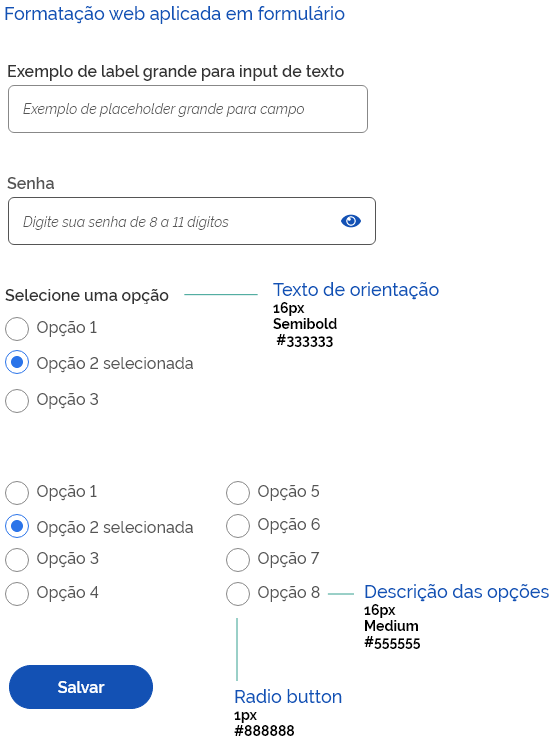 Formatação web aplicada em formulário
Exemplo de label grande para input de texto
Exemplo de placeholder grande para campo
Senha
Digite sua senha de 8 a 11 digitos
Selecione uma opção
Texto de orientação
16px
Semibold
#333333
Opção 1
Opção 2 selecionada
Opção 3
Opção 1
Opção 5
Opção 2 selecionada
Opção 6
Opção 3
Opção 7
Opção 4
Opção 8
Descrição das opções
16px
Medium
#555555
Salvar
Radio button
1px
#888888